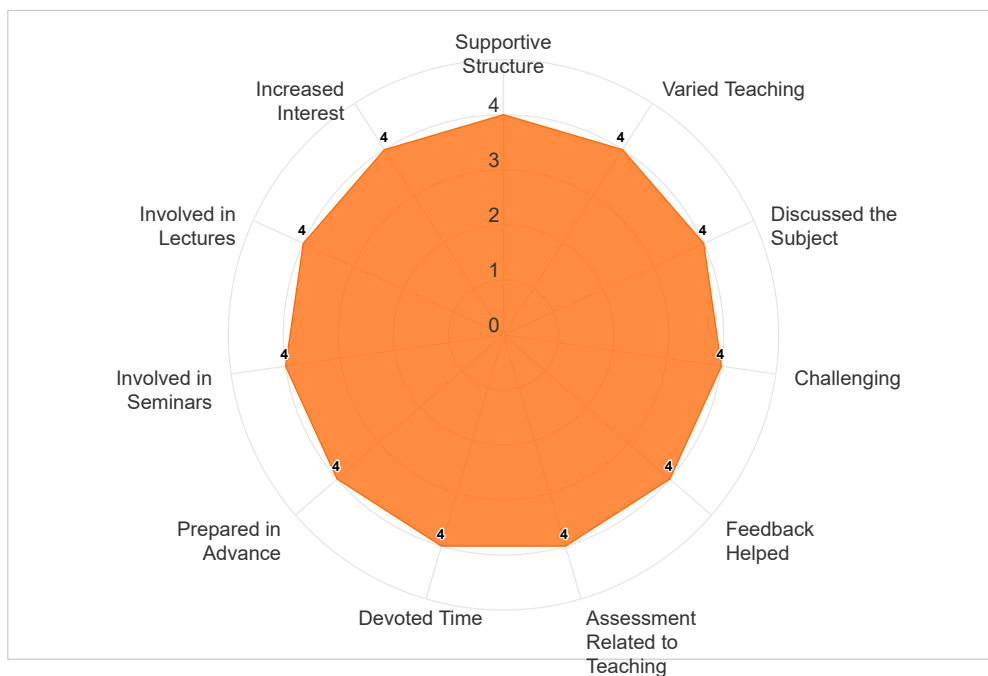 Supportive
Structure
Increased
Interest
Varied Teaching
4
4
4
3
Involved in
Lectures
4
4
Discussed the
Subject
2
1
0
Involved in
Seminars
4
4
Challenging
Prepared in
Advance
4
4
Feedback
Helped
4
4
Devoted Time
Assessment
Related to
Teaching